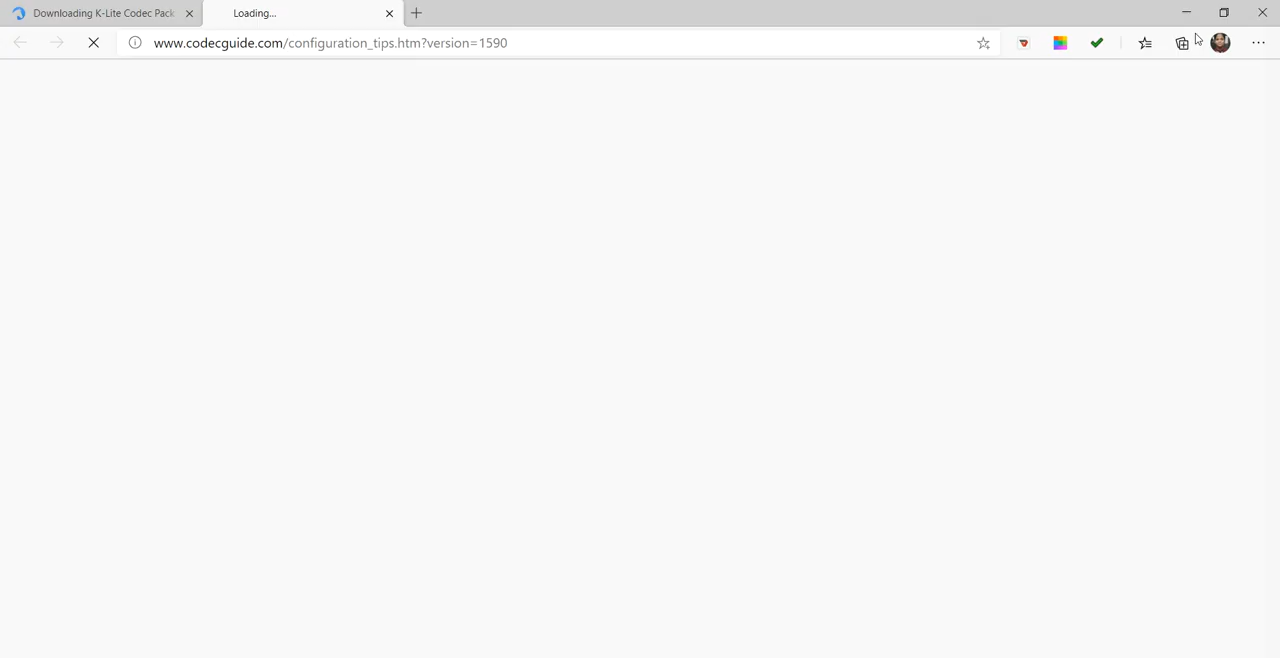 Downloading K-Lite Codec Pack
Loading...
www.codecguide.com/configuration_tips.htm?version=1590